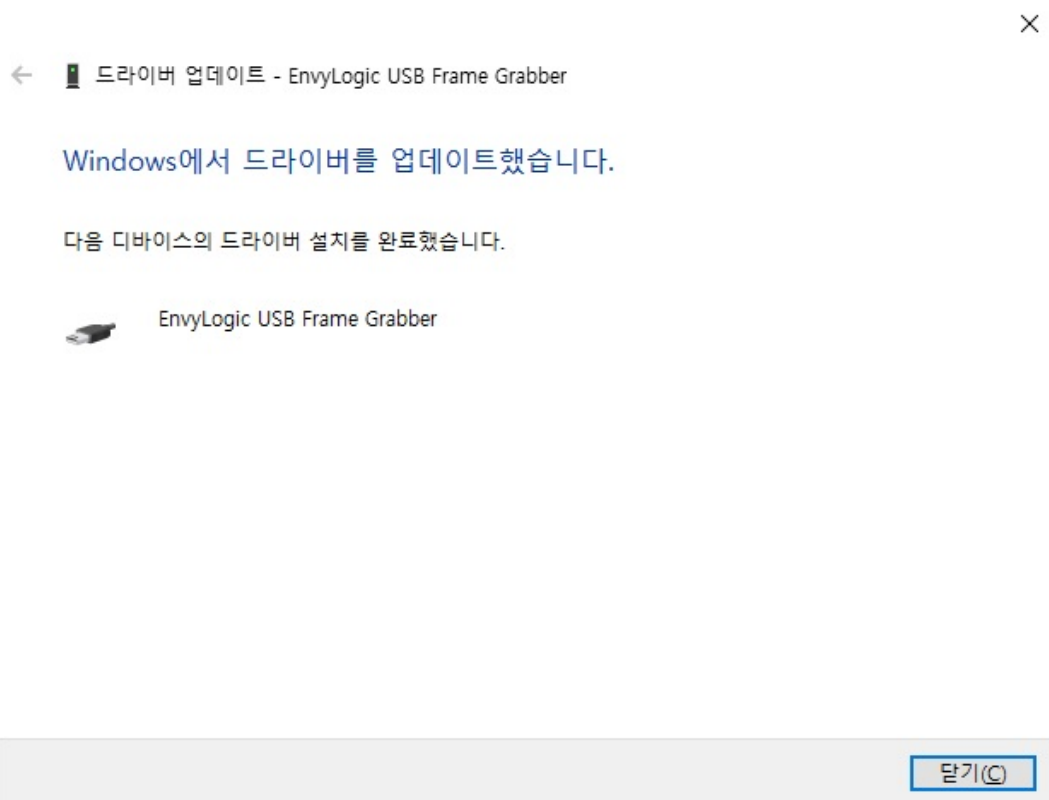 드라이버 업데이트 - EnvyLogic USB Frame Grabber
Windows에서 드라이버를 업데이트했습니다.
다음 디바이스의 드라이버 설치를 완료했습니다.
EnvyLogic USB Frame Grabber
닫기(C)